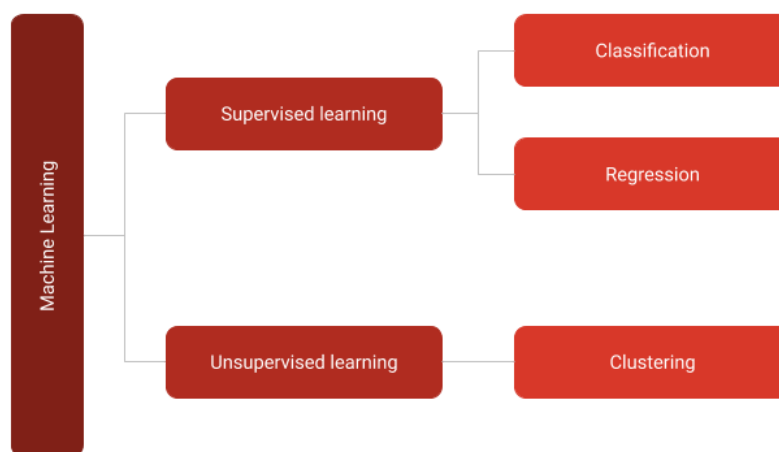 Machine Learning
Supervised learning
Classification
Regression
Unsupervised learning
Clustering